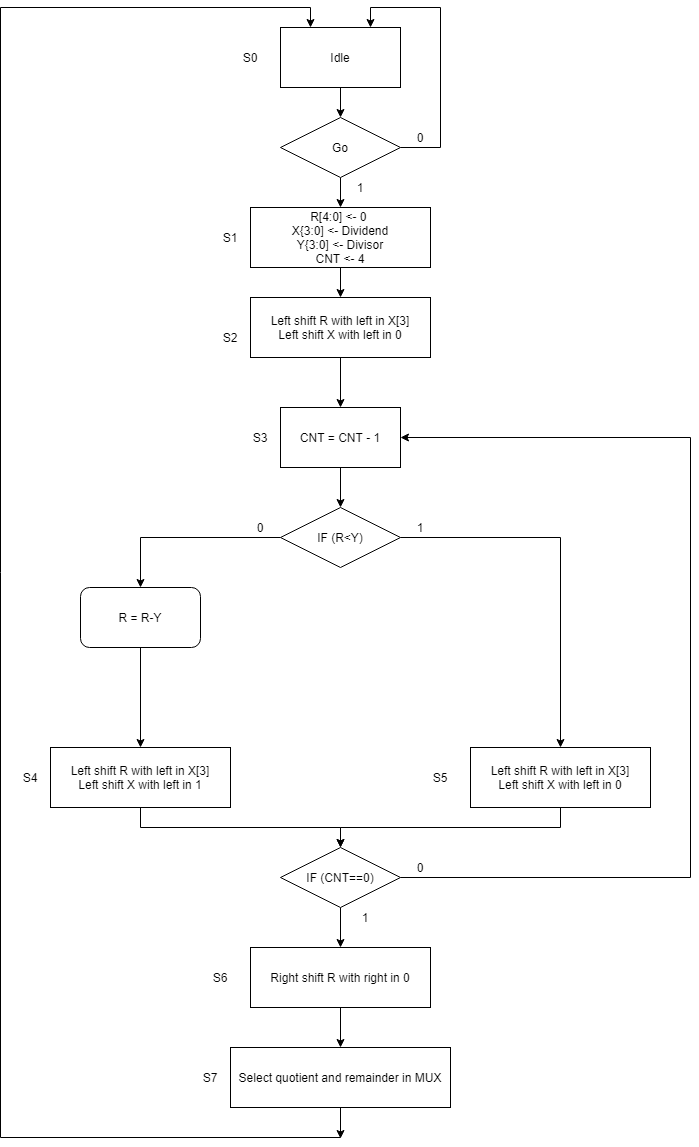 S0
Idle
Go
0
1
S1
R[4:0] <- 0
X{3:0] <- Dividend
Y{3:0] <- Divisor
CNT <- 4
S2
Left shift R with left in X[3]
Left shift X with left in 0
S3
CNT = CNT - 1
0
IF (R<Y)
1
R = R-Y
S4
Left shift R with left in X[3]
Left shift X with left in 1
S5
Left shift R with left in X[3]
Left shift X with left in 0
IF (CNT==0)
0
1
S6
Right shift R with right in 0
S7
Select quotient and remainder in MUX